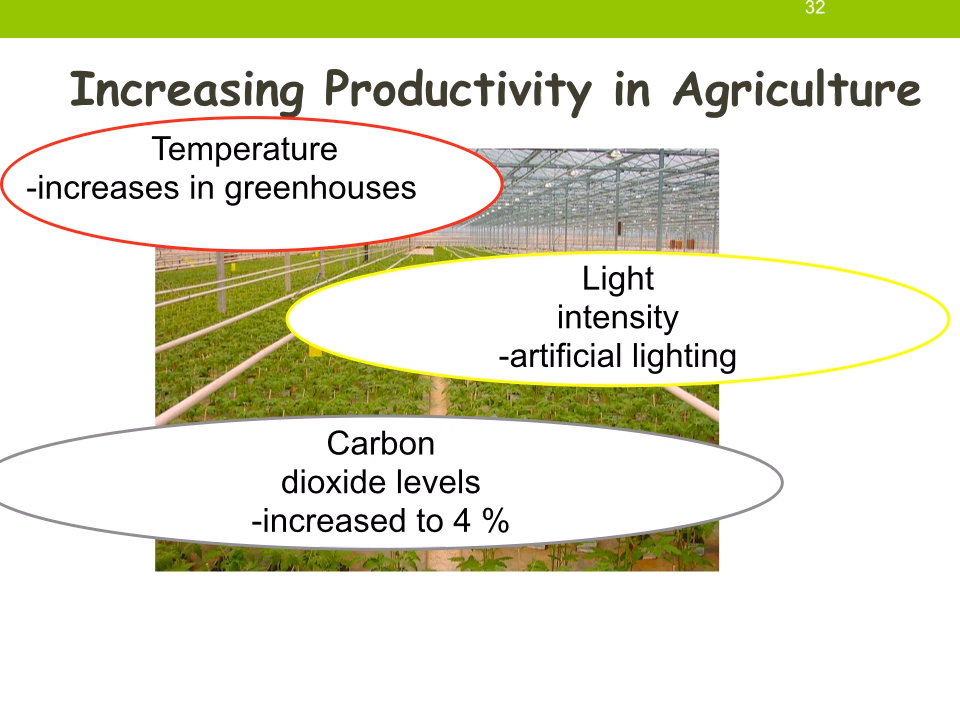 32
Increasing Productivity in Agriculture
Temperature
-increases in greenhouses
Light
intensity
-artificial lighting
Carbon
dioxide levels
-increased to 4 %